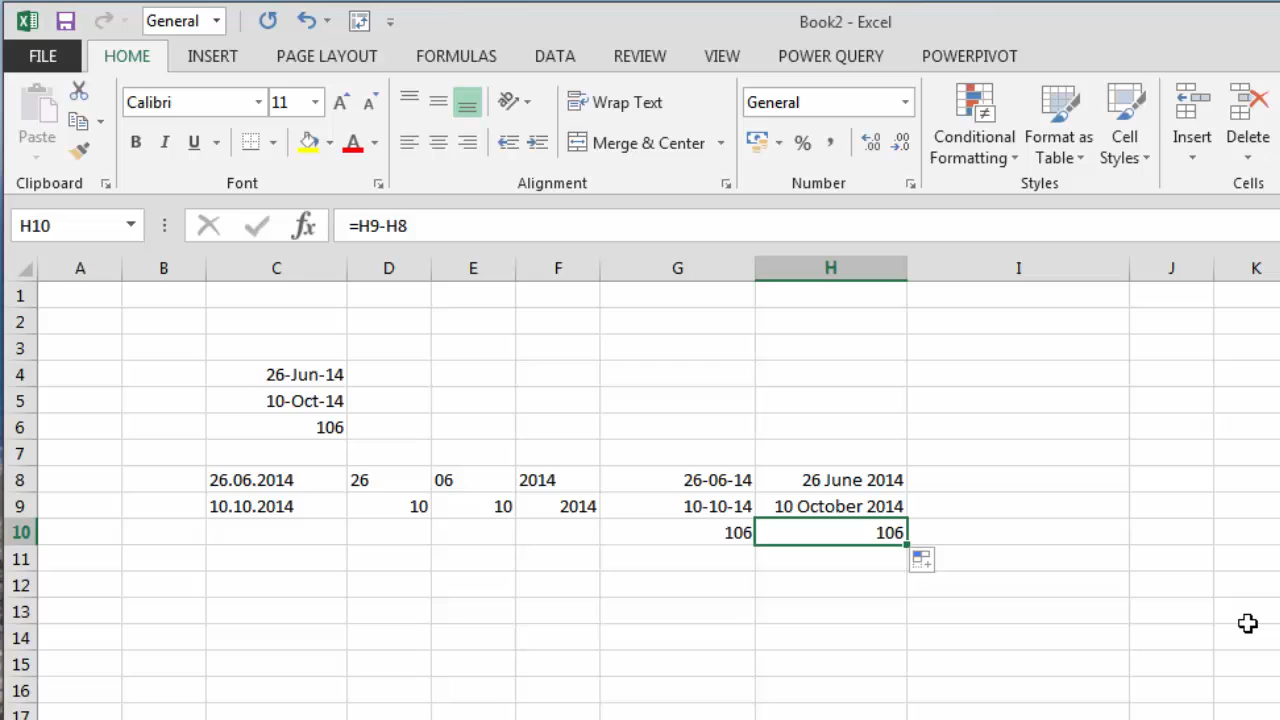 General
Book2 - Excel
FILE HOME INSERT PAGE LAYOUT FORMULAS DATA REVIEW VIEW POWER QUERY POWERPIVOT
Paste
Calibri 11
Wrap Text
General
B I U A
Merge & Center
% , .00 .00
Conditional Formatting
Format as Table
Cell Styles
Insert
Delete
Clipboard Font Alignment Number Styles Cells
H10 fx =H9-H8
A B C D E F G H I J K
1
2
3
4 26-Jun-14
5 10-Oct-14
6 106
7
8 26.06.2014 26 06 2014 26-06-14 26 June 2014
9 10.10.2014 10 10 2014 10-10-14 10 October 2014
10 106 106
11
12
13
14
15
16
17